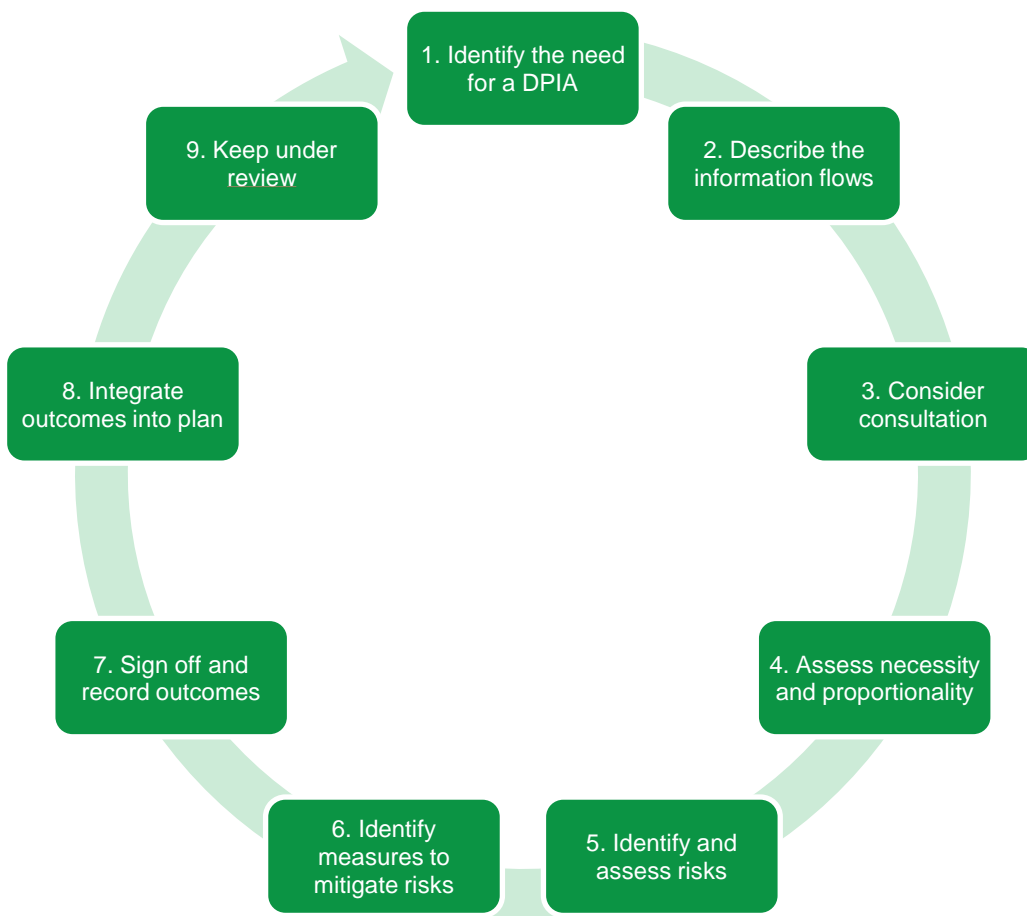 1. Identify the need
for a DPIA
2. Describe the
information flows
3. Consider
consultation
4. Assess necessity
and proportionality
5. Identify and
assess risks
6. Identify
measures to
mitigate risks
7. Sign off and
record outcomes
8. Integrate
outcomes into plan
9. Keep under
review